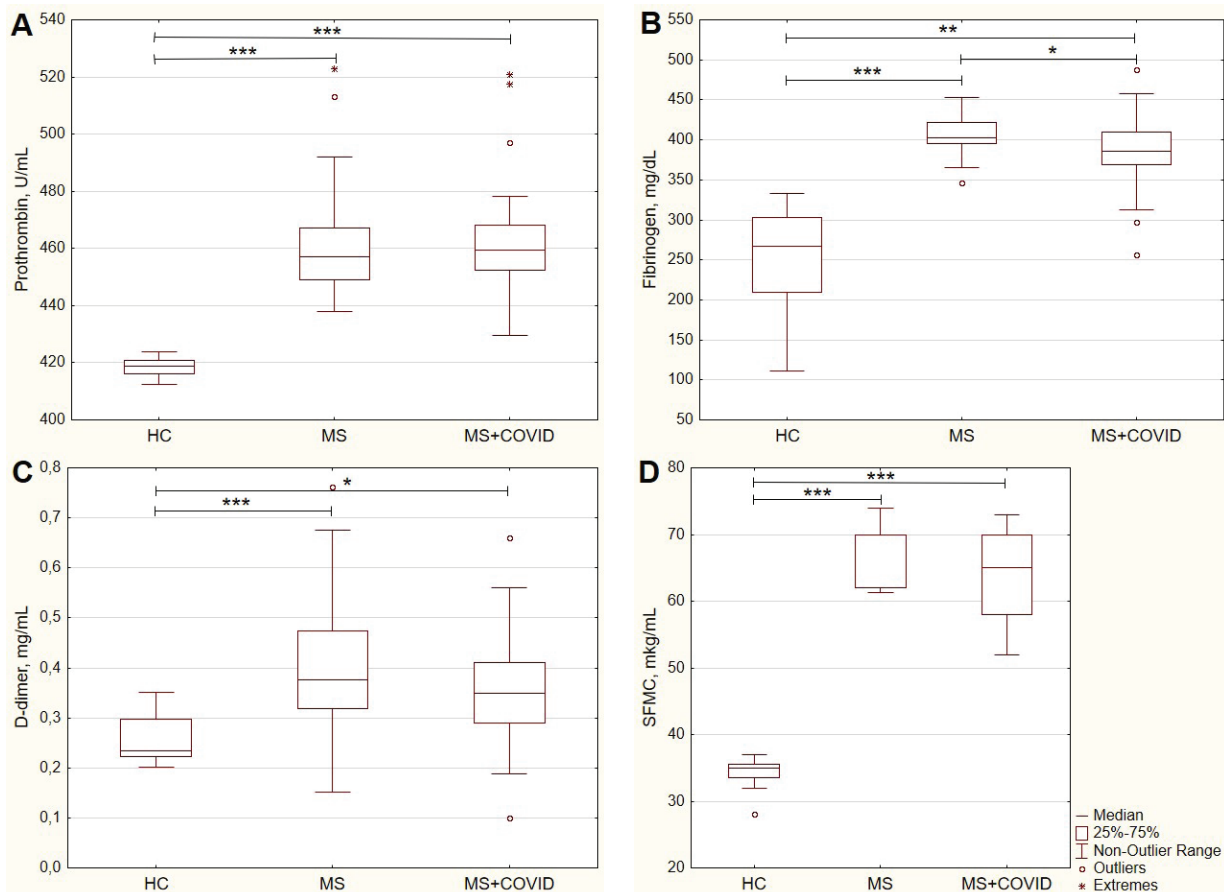 A
Prothrombin, U/mL
540
520
500
480
460
440
420
400
***
***
HC
MS
MS+COVID
B
Fibrinogen, mg/dL
550
500
450
400
350
300
250
200
150
100
50
**
*
***
HC
MS
MS+COVID
C
D-dimer, mg/mL
0,8
0,7
0,6
0,5
0,4
0,3
0,2
0,1
0,0
*
***
HC
MS
MS+COVID
D
SFMC, mkg/mL
80
70
60
50
40
30
20
***
***
HC
MS
MS+COVID
Median
25%-75%
Non-Outlier Range
Outliers
Extremes